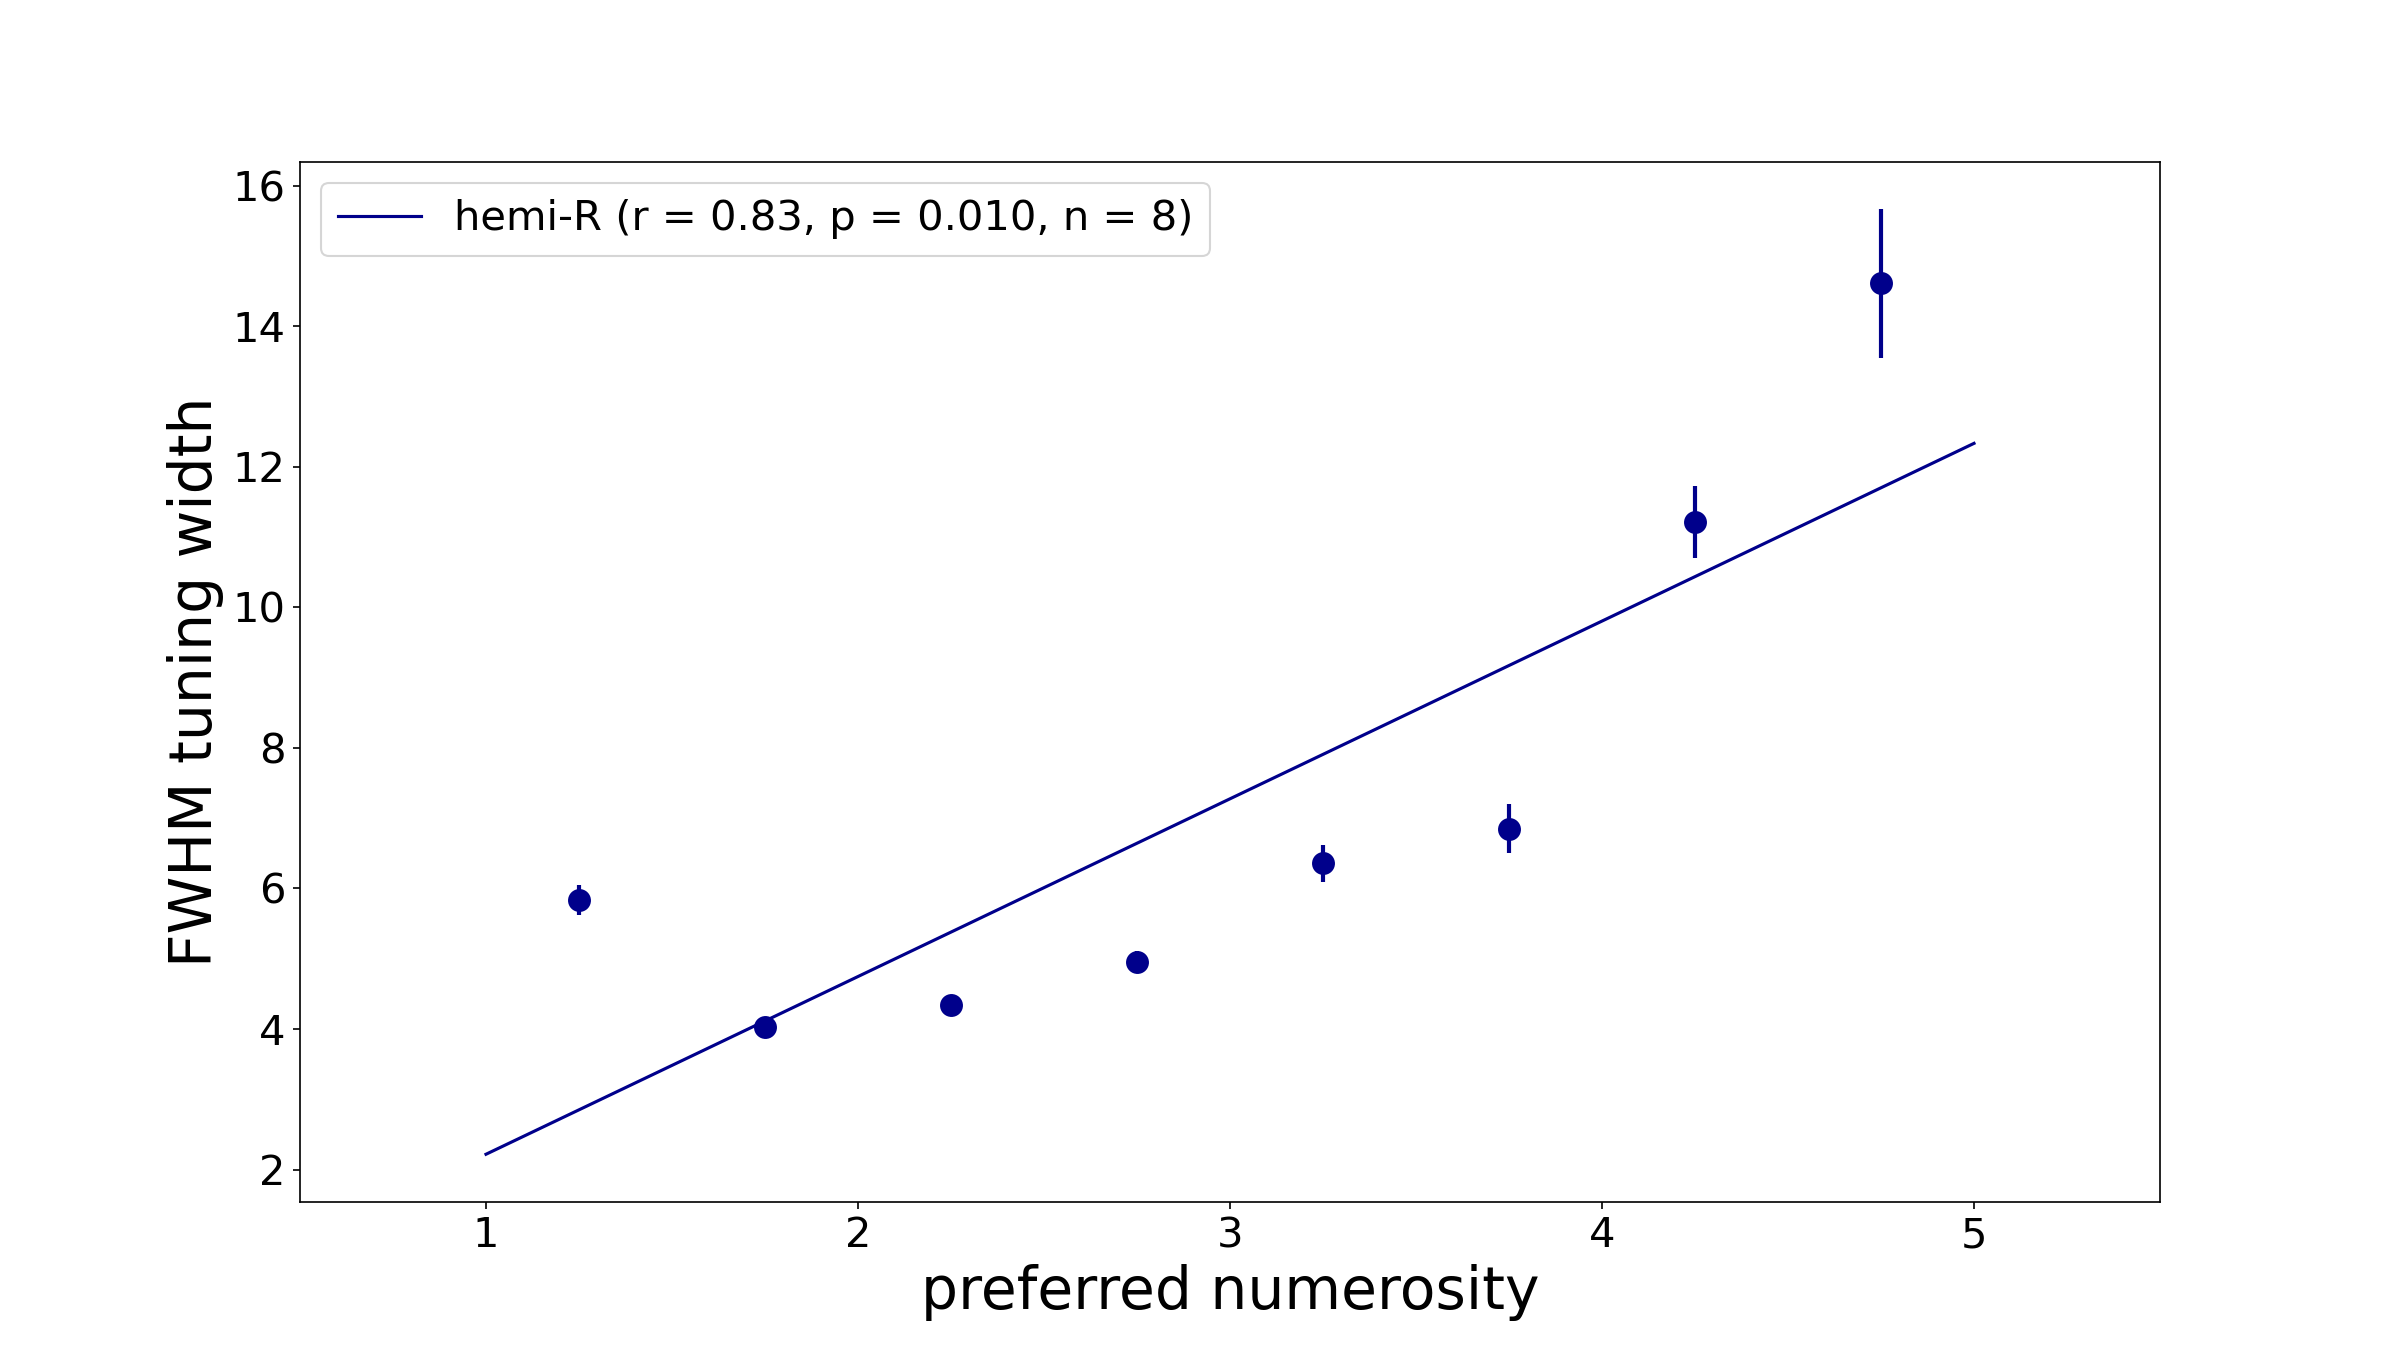 hemi-R (r = 0.83, p = 0.010, n = 8)
FWHM tuning width
16
14
12
10
8
6
4
2
1 2 3 4 5
preferred numerosity